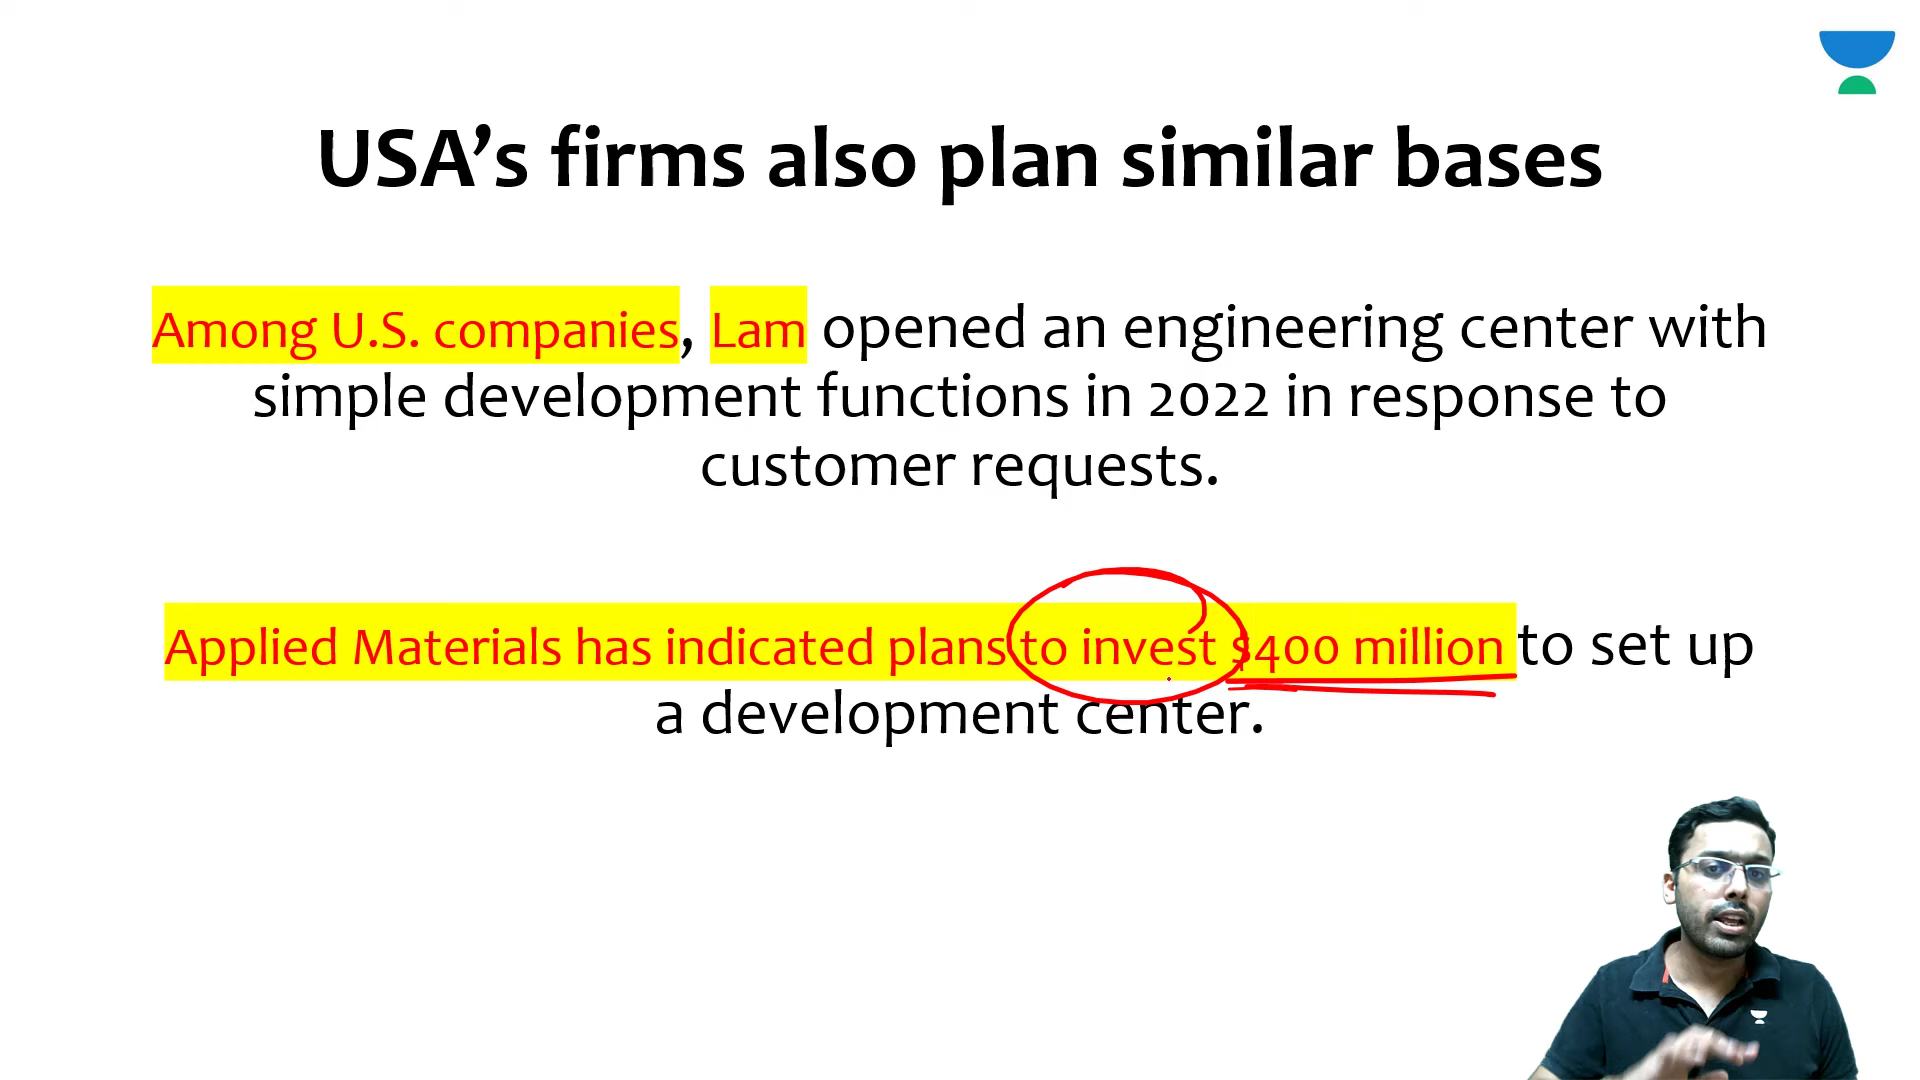 USA’s firms also plan similar bases
Among U.S. companies, Lam opened an engineering center with
simple development functions in 2022 in response to
customer requests.
Applied Materials has indicated plans to invest $400 million to set up
a development center.